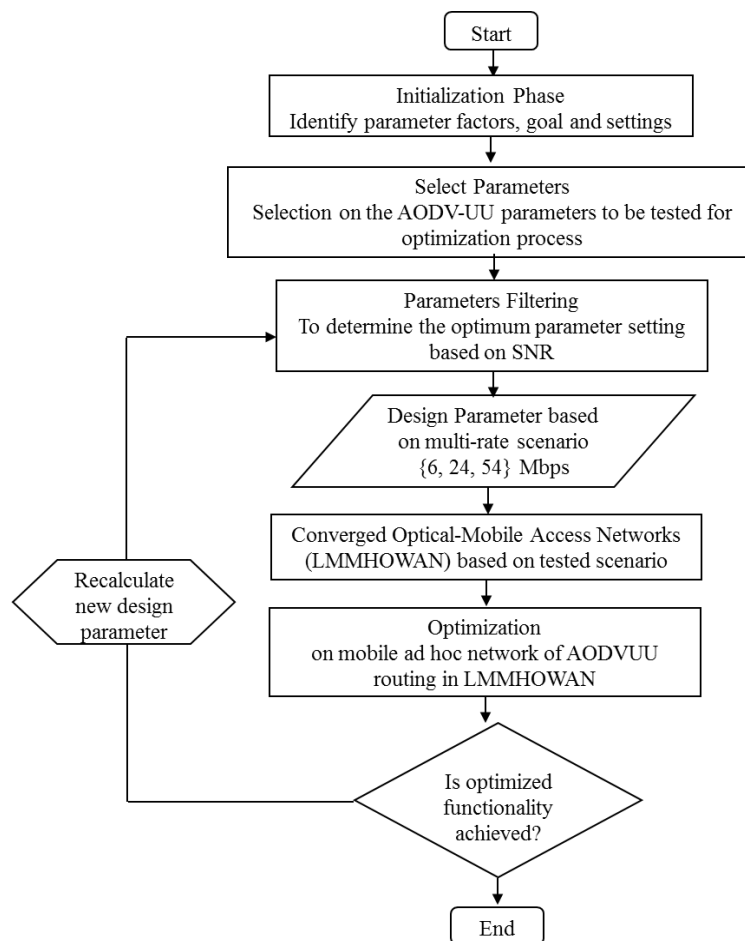 Start
Initialization Phase
Identify parameter factors, goal and settings
Select Parameters
Selection on the AODV-UU parameters to be tested for
optimization process
Parameters Filtering
To determine the optimum parameter setting
based on SNR
Design Parameter based
on multi-rate scenario
{6, 24, 54} Mbps
Converged Optical-Mobile Access Networks
(LMMHOWAN) based on tested scenario
Recalculate
new design
parameter
Optimization
on mobile ad hoc network of AODVUU
routing in LMMHOWAN
Is optimized
functionality
achieved?
End